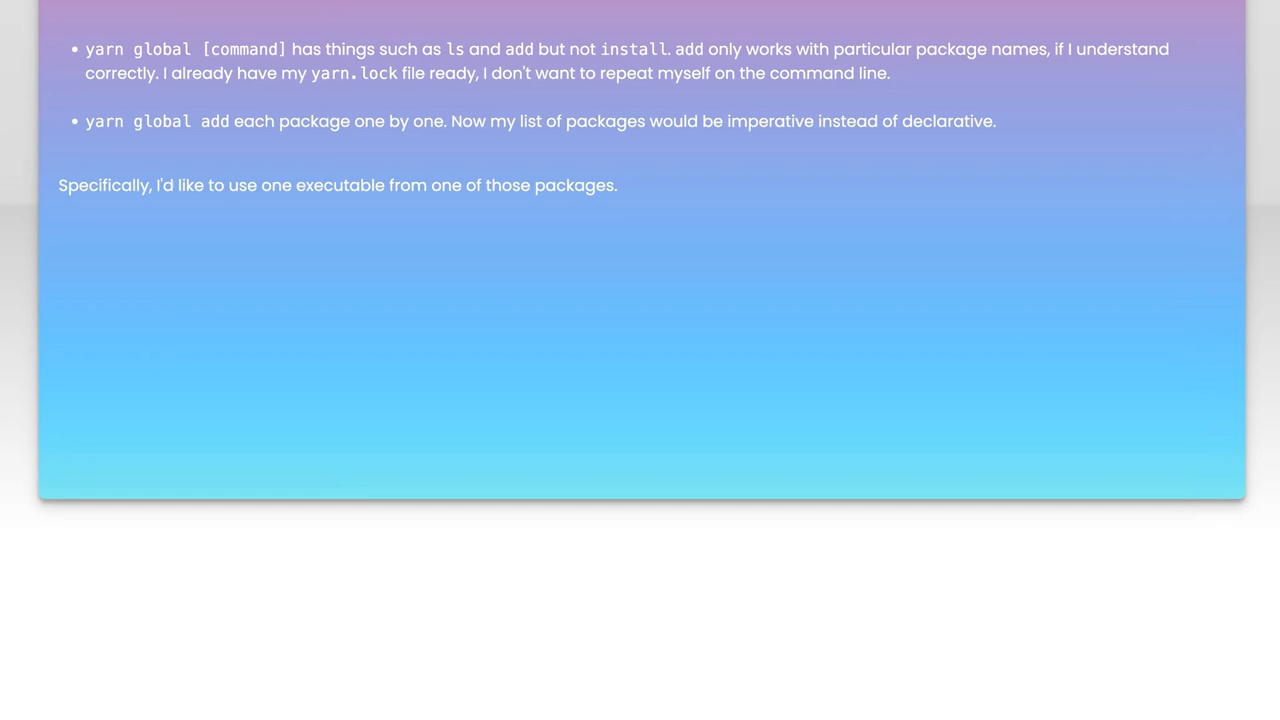 • yarn global [command] has things such as ls and add but not install. add only works with particular package names, if I understand
correctly. I already have my yarn.lock file ready, I don't want to repeat myself on the command line.
• yarn global add each package one by one. Now my list of packages would be imperative instead of declarative.
Specifically, I'd like to use one executable from one of those packages.